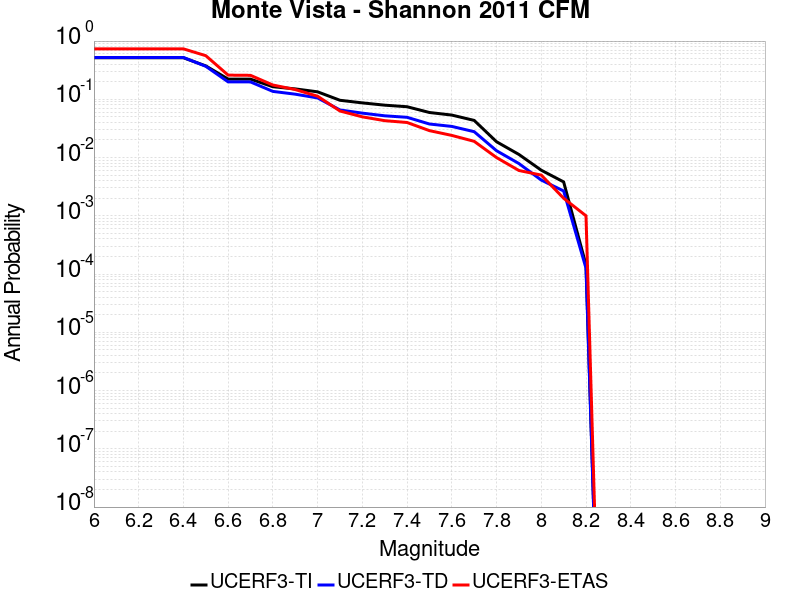 Monte Vista - Shannon 2011 CFM
Annual Probability
10^0
10^-1
10^-2
10^-3
10^-4
10^-5
10^-6
10^-7
10^-8
6 6.2 6.4 6.6 6.8 7 7.2 7.4 7.6 7.8 8 8.2 8.4 8.6 8.8 9
Magnitude
UCERF3-TI UCERF3-TD UCERF3-ETAS